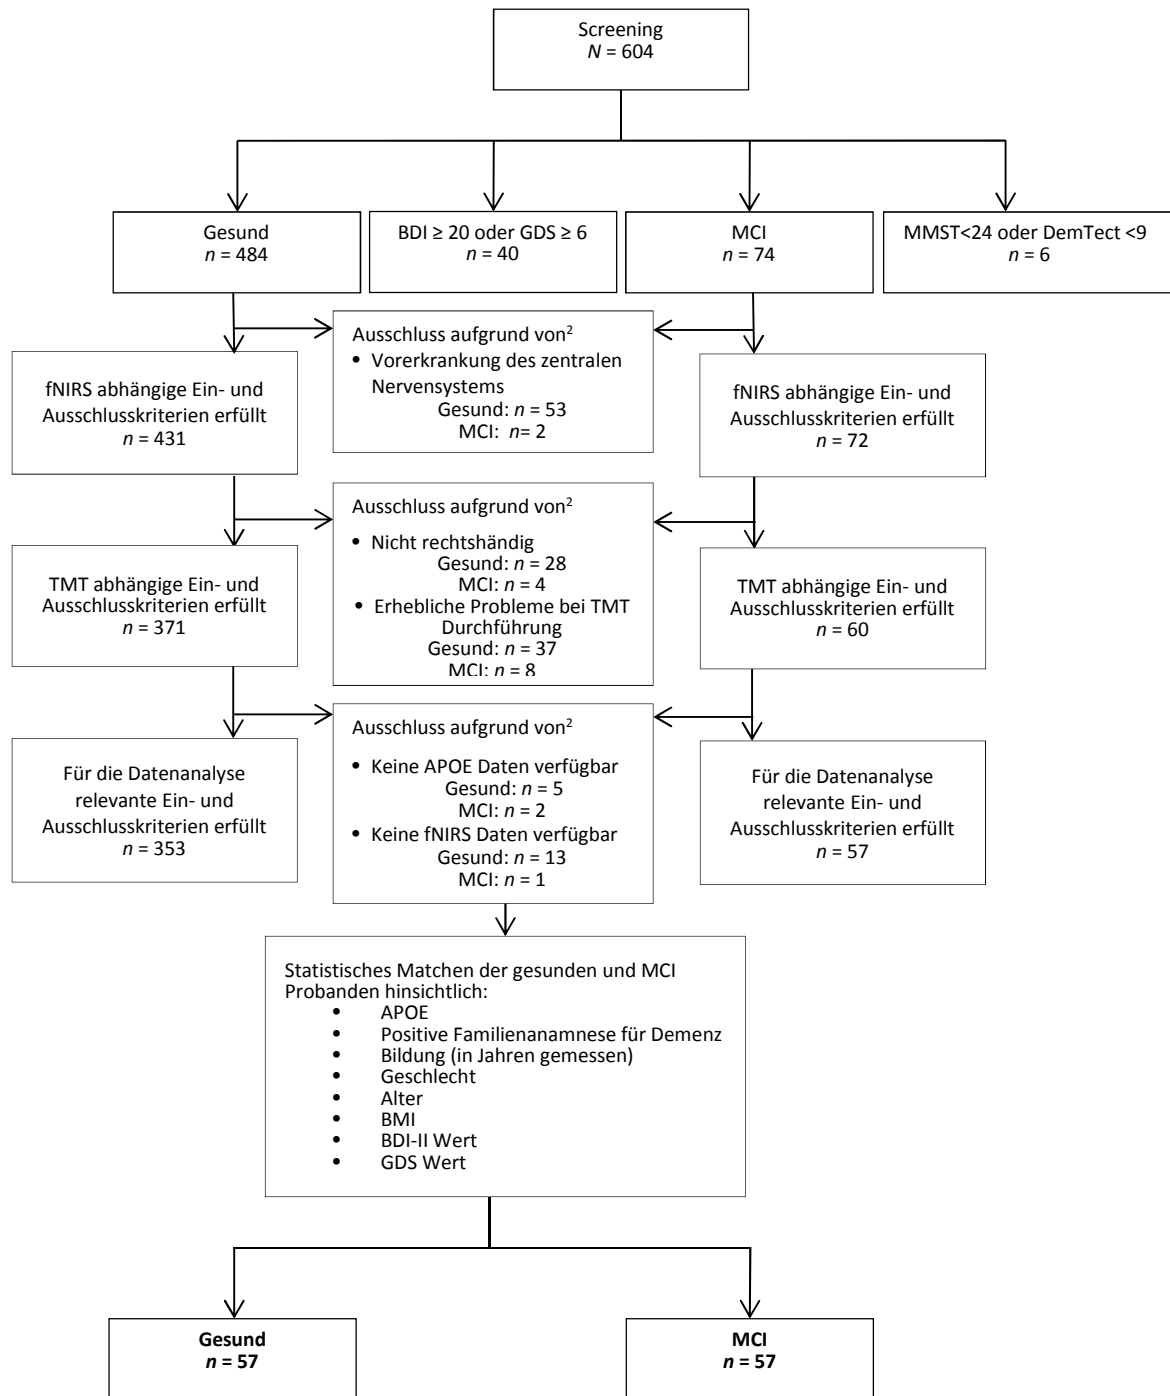 Screening
N = 604
Gesund
n = 484
BDI ≥ 20 oder GDS ≥ 6
n = 40
MCI
n = 74
MMST<24 oder DemTect <9
n = 6
Ausschluss aufgrund von²
• Vorerkrankung des zentralen
Nervensystems
Gesund: n = 53
MCI: n= 2
fNIRS abhängige Ein- und
Ausschlusskriterien erfüllt
n = 431
fNIRS abhängige Ein- und
Ausschlusskriterien erfüllt
n = 72
Ausschluss aufgrund von²
• Nicht rechtshändig
Gesund: n = 28
MCI: n = 4
• Erhebliche Probleme bei TMT
Durchführung
Gesund: n = 37
MCI: n = 8
TMT abhängige Ein- und
Ausschlusskriterien erfüllt
n = 371
TMT abhängige Ein- und
Ausschlusskriterien erfüllt
n = 60
Ausschluss aufgrund von²
• Keine APOE Daten verfügbar
Gesund: n = 5
MCI: n = 2
• Keine fNIRS Daten verfügbar
Gesund: n = 13
MCI: n = 1
Für die Datenanalyse
relevante Ein- und
Ausschlusskriterien erfüllt
n = 353
Für die Datenanalyse
relevante Ein- und
Ausschlusskriterien erfüllt
n = 57
Statistisches Matchen der gesunden und MCI
Probanden hinsichtlich:
• APOE
• Positive Familienanamnese für Demenz
• Bildung (in Jahren gemessen)
• Geschlecht
• Alter
• BMI
• BDI-II Wert
• GDS Wert
Gesund
n = 57
MCI
n = 57